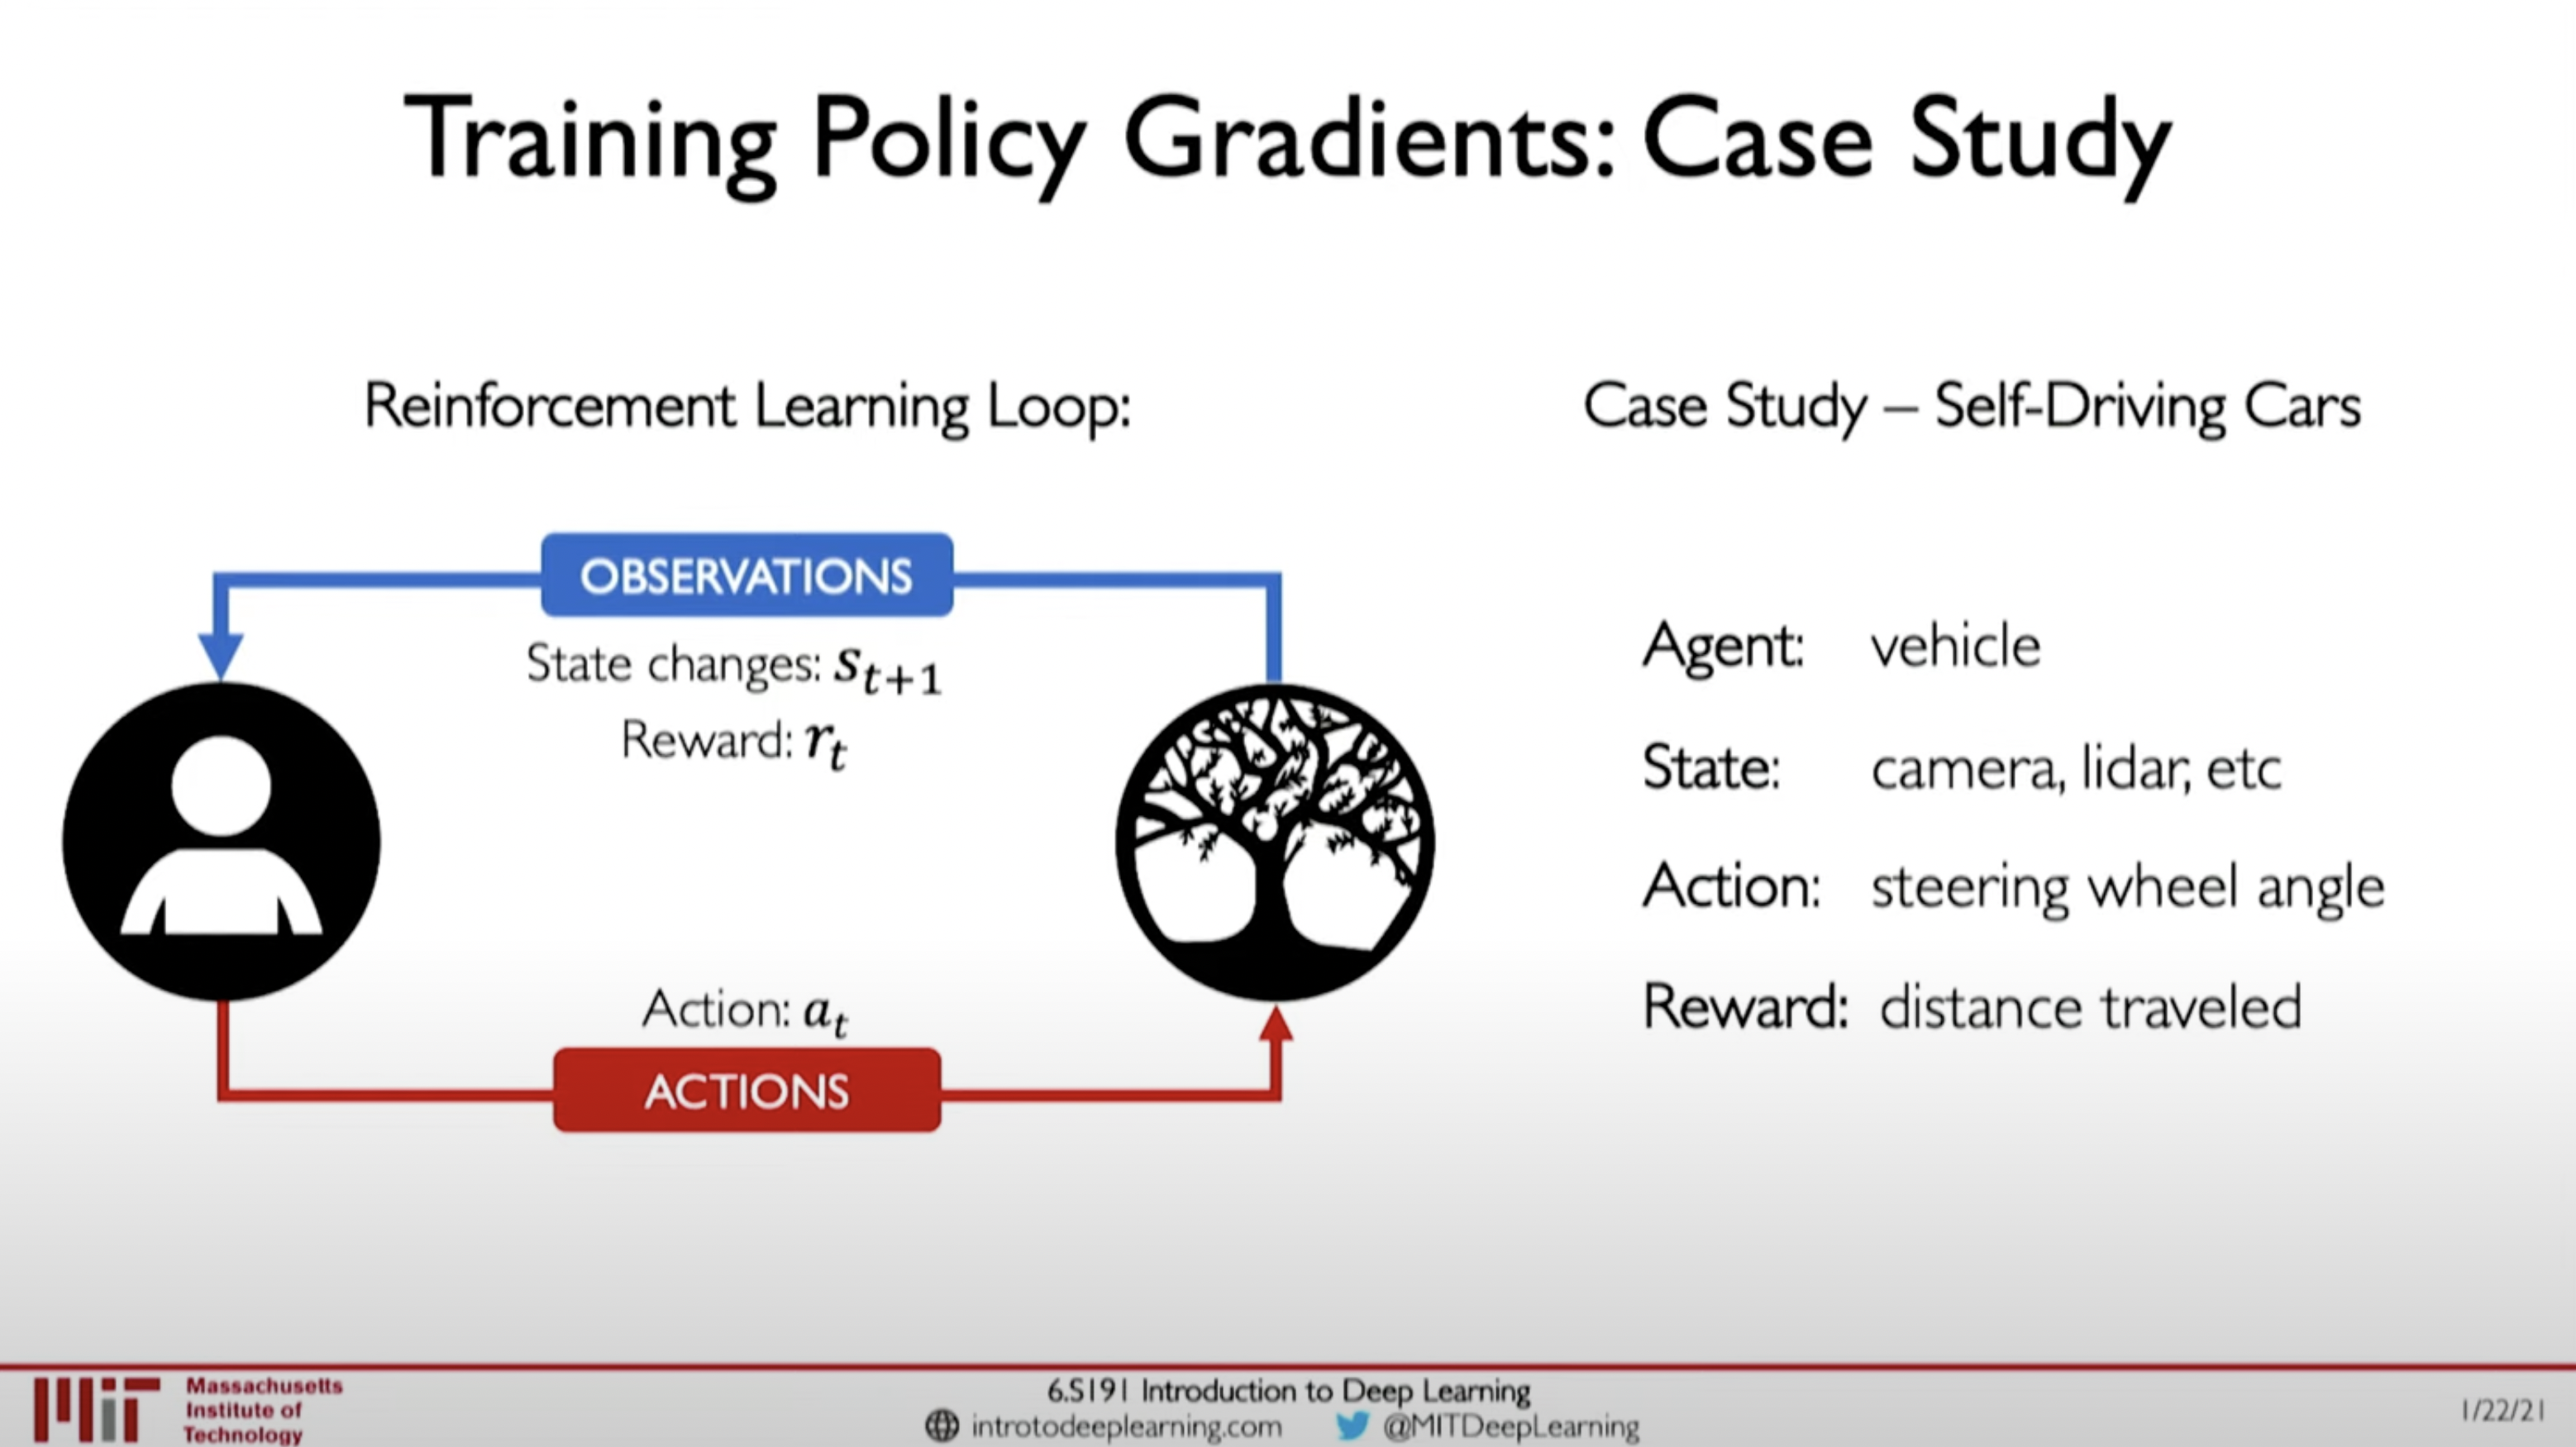 Training Policy Gradients: Case Study
Reinforcement Learning Loop:
OBSERVATIONS
State changes: s_{t+1}
Reward: r_t
Action: a_t
ACTIONS
Case Study – Self-Driving Cars
Agent: vehicle
State: camera, lidar, etc
Action: steering wheel angle
Reward: distance traveled
Massachusetts
Institute of
Technology
6.S191 Introduction to Deep Learning
introtodeeplearning.com @MITDeepLearning
1/22/21